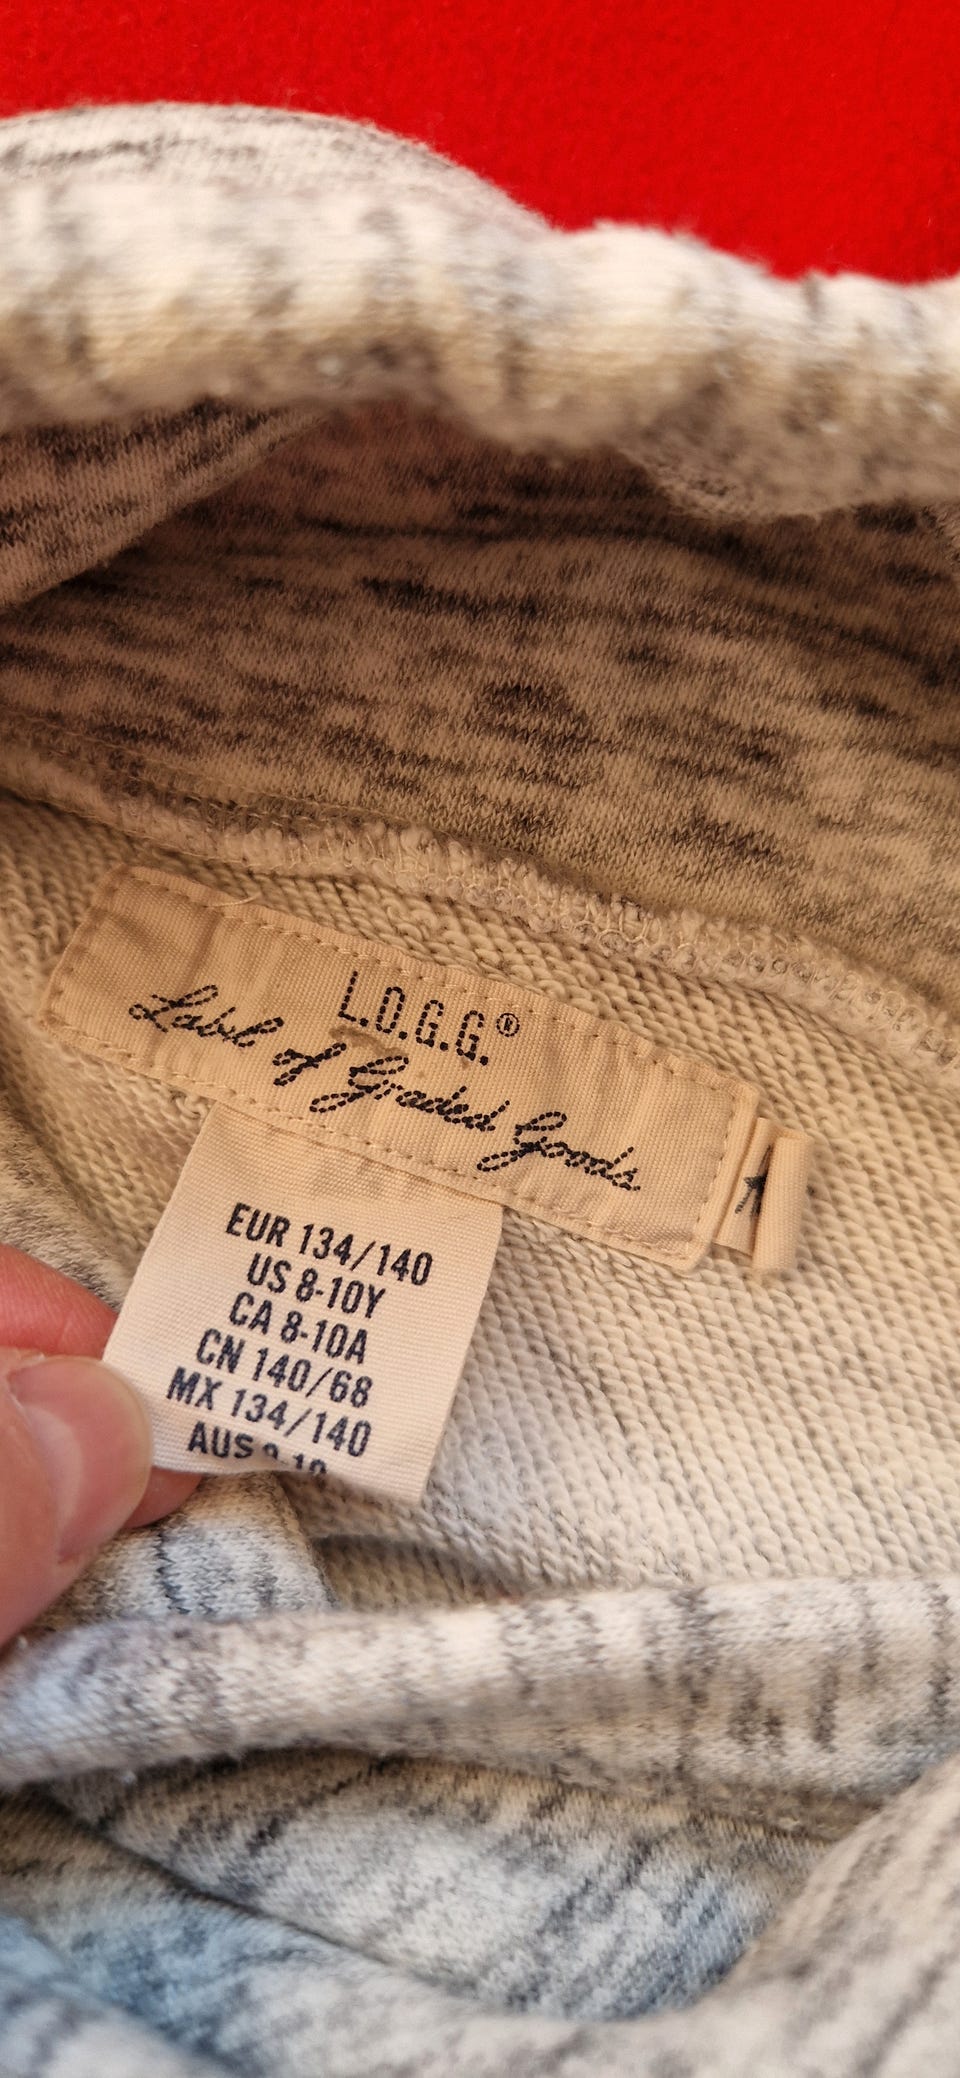 L.O.G.G.®
Label of Graded Goods
EUR 134/140
US 8-10Y
CA 8-10A
CN 140/68
MX 134/140
AUS